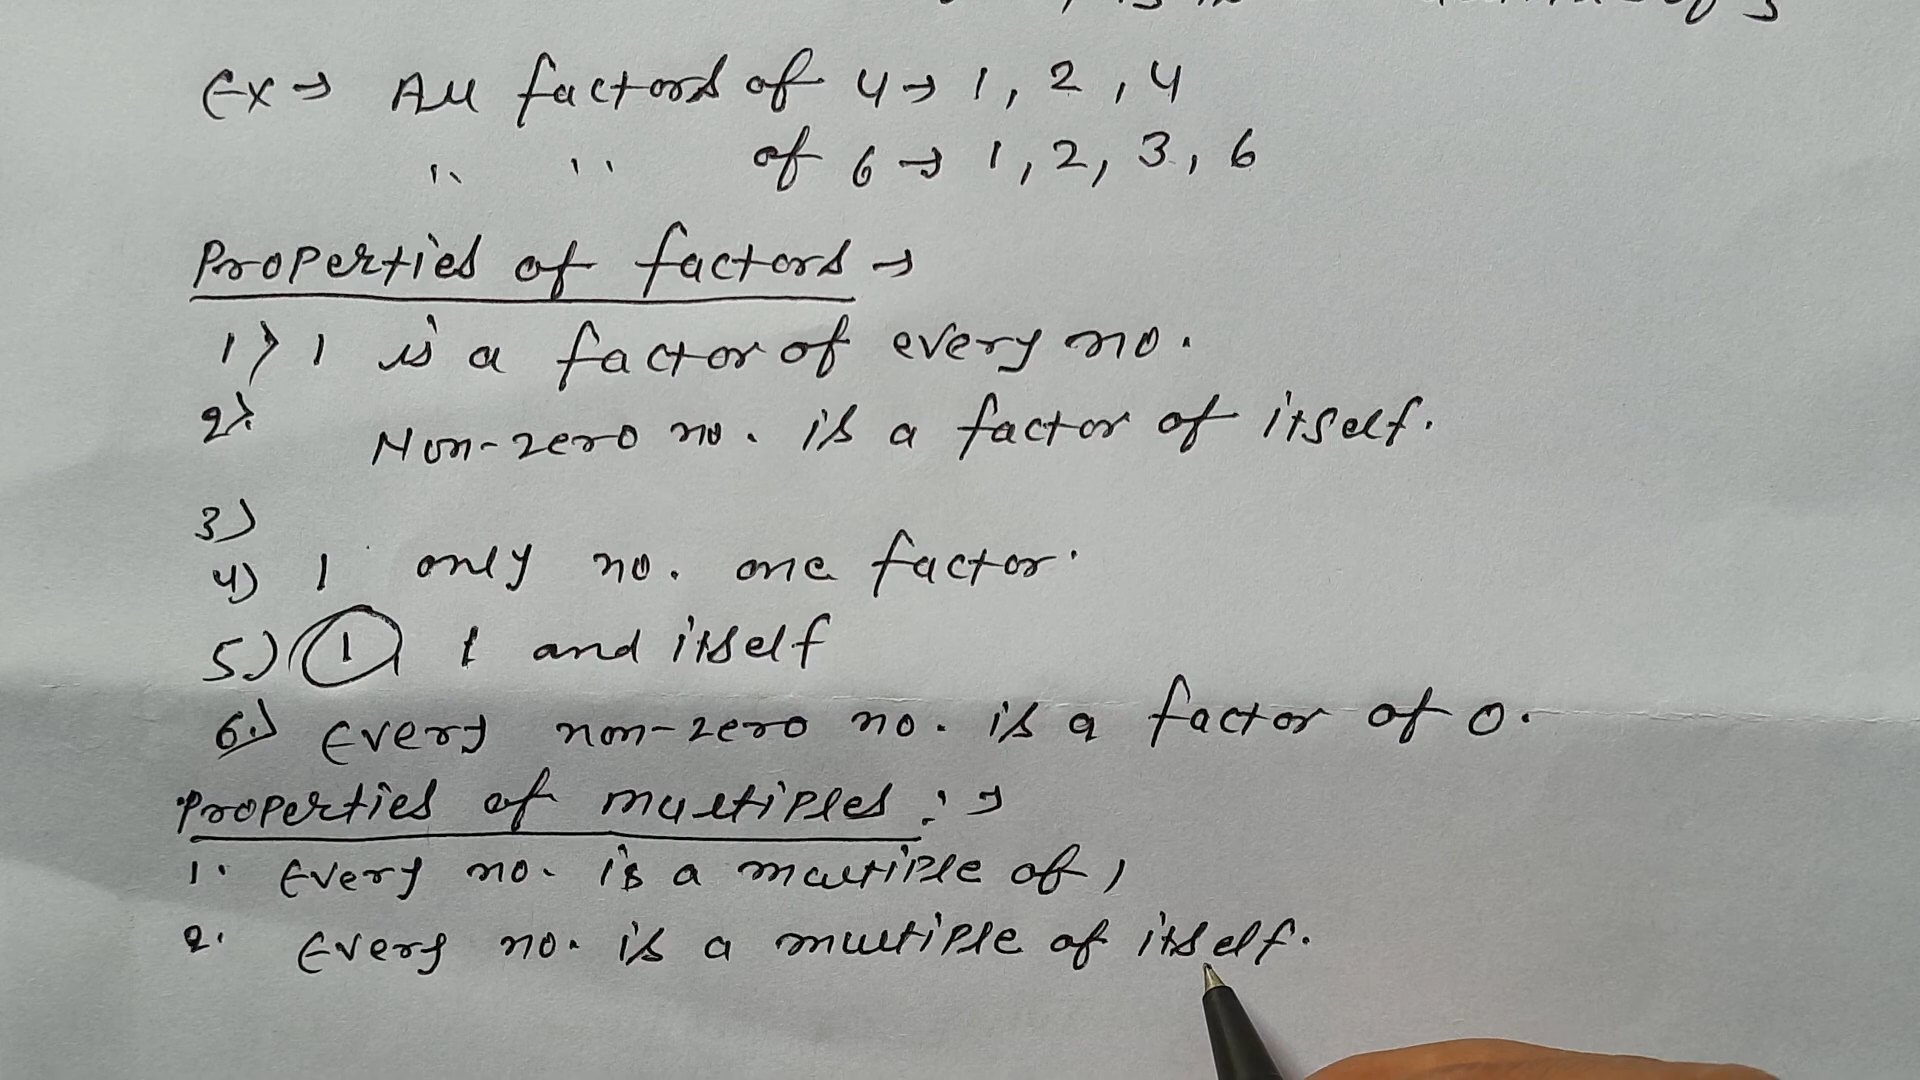 Ex → All factors of 4 → 1, 2, 4
" " of 6 → 1, 2, 3, 6
Properties of factors →
1) 1 is a factor of every no.
2) Non-zero no. is a factor of itself.
3)
4) 1 only no. one factor.
5.) 1 1 and itself
6.) Every non-zero no. is a factor of 0.
Properties of multiples : →
1. Every no. is a multiple of 1
2. Every no. is a multiple of itself.